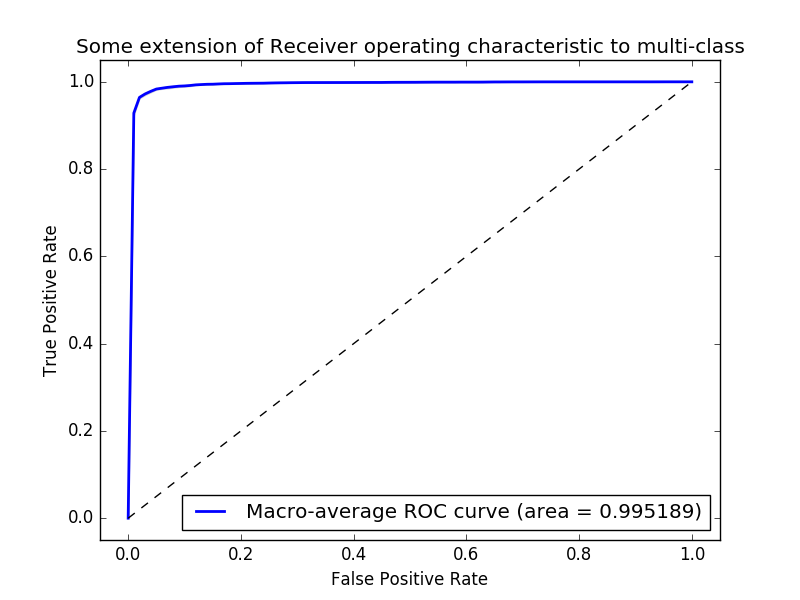 Some extension of Receiver operating characteristic to multi-class
1.0
0.8
0.6
0.4
0.2
0.0
True Positive Rate
Macro-average ROC curve (area = 0.995189)
0.0 0.2 0.4 0.6 0.8 1.0
False Positive Rate